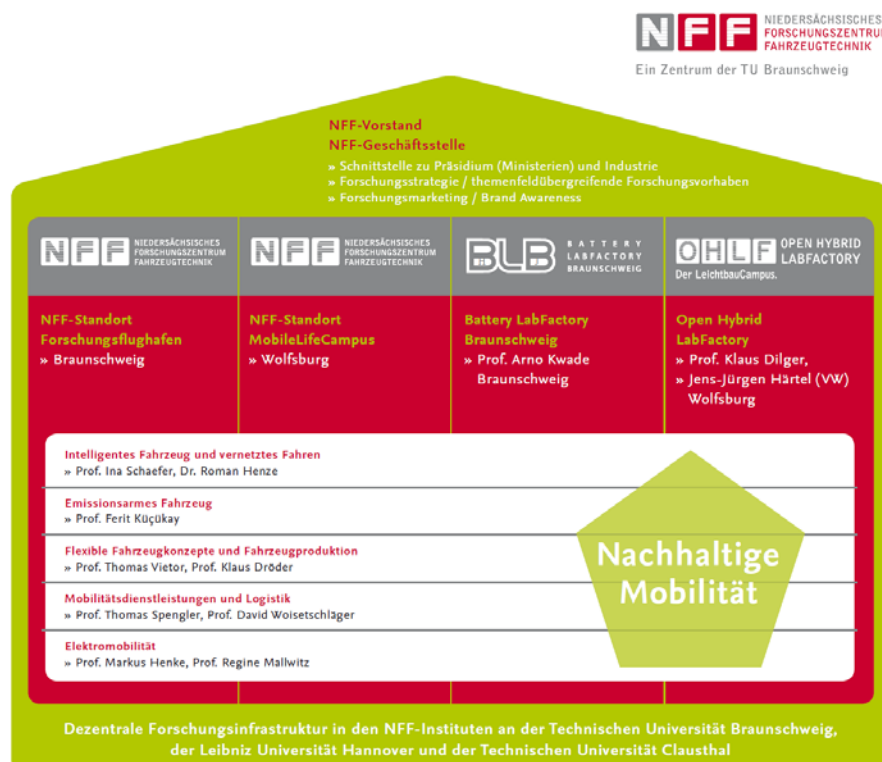 NFF NIEDERSÄCHSISCHES
FORSCHUNGSZENTRUM
FAHRZEUGTECHNIK
Ein Zentrum der TU Braunschweig
NFF-Vorstand
NFF-Geschäftsstelle
» Schnittstelle zu Präsidium (Ministerien) und Industrie
» Forschungsstrategie / themenfeldübergreifende Forschungsvorhaben
» Forschungsmarketing / Brand Awareness
NFF NIEDERSÄCHSISCHES
FORSCHUNGSZENTRUM
FAHRZEUGTECHNIK
NFF NIEDERSÄCHSISCHES
FORSCHUNGSZENTRUM
FAHRZEUGTECHNIK
BLB BATTERY
LABFACTORY
BRAUNSCHWEIG
OHLF OPEN HYBRID
LABFACTORY
Der LeichtbauCampus.
NFF-Standort
Forschungsflughafen
» Braunschweig
NFF-Standort
MobileLifeCampus
» Wolfsburg
Battery LabFactory
Braunschweig
» Prof. Arno Kwade
Braunschweig
Open Hybrid
LabFactory
» Prof. Klaus Dilger,
» Jens-Jürgen Härtel (VW)
Wolfsburg
Intelligentes Fahrzeug und vernetztes Fahren
» Prof. Ina Schaefer, Dr. Roman Henze
Emissionsarmes Fahrzeug
» Prof. Ferit Küçükay
Flexible Fahrzeugkonzepte und Fahrzeugproduktion
» Prof. Thomas Vietor, Prof. Klaus Dröder
Mobilitätsdienstleistungen und Logistik
» Prof. Thomas Spengler, Prof. David Woisetschläger
Elektromobilität
» Prof. Markus Henke, Prof. Regine Mallwitz
Nachhaltige
Mobilität
Dezentrale Forschungsinfrastruktur in den NFF-Instituten an der Technischen Universität Braunschweig,
der Leibniz Universität Hannover und der Technischen Universität Clausthal